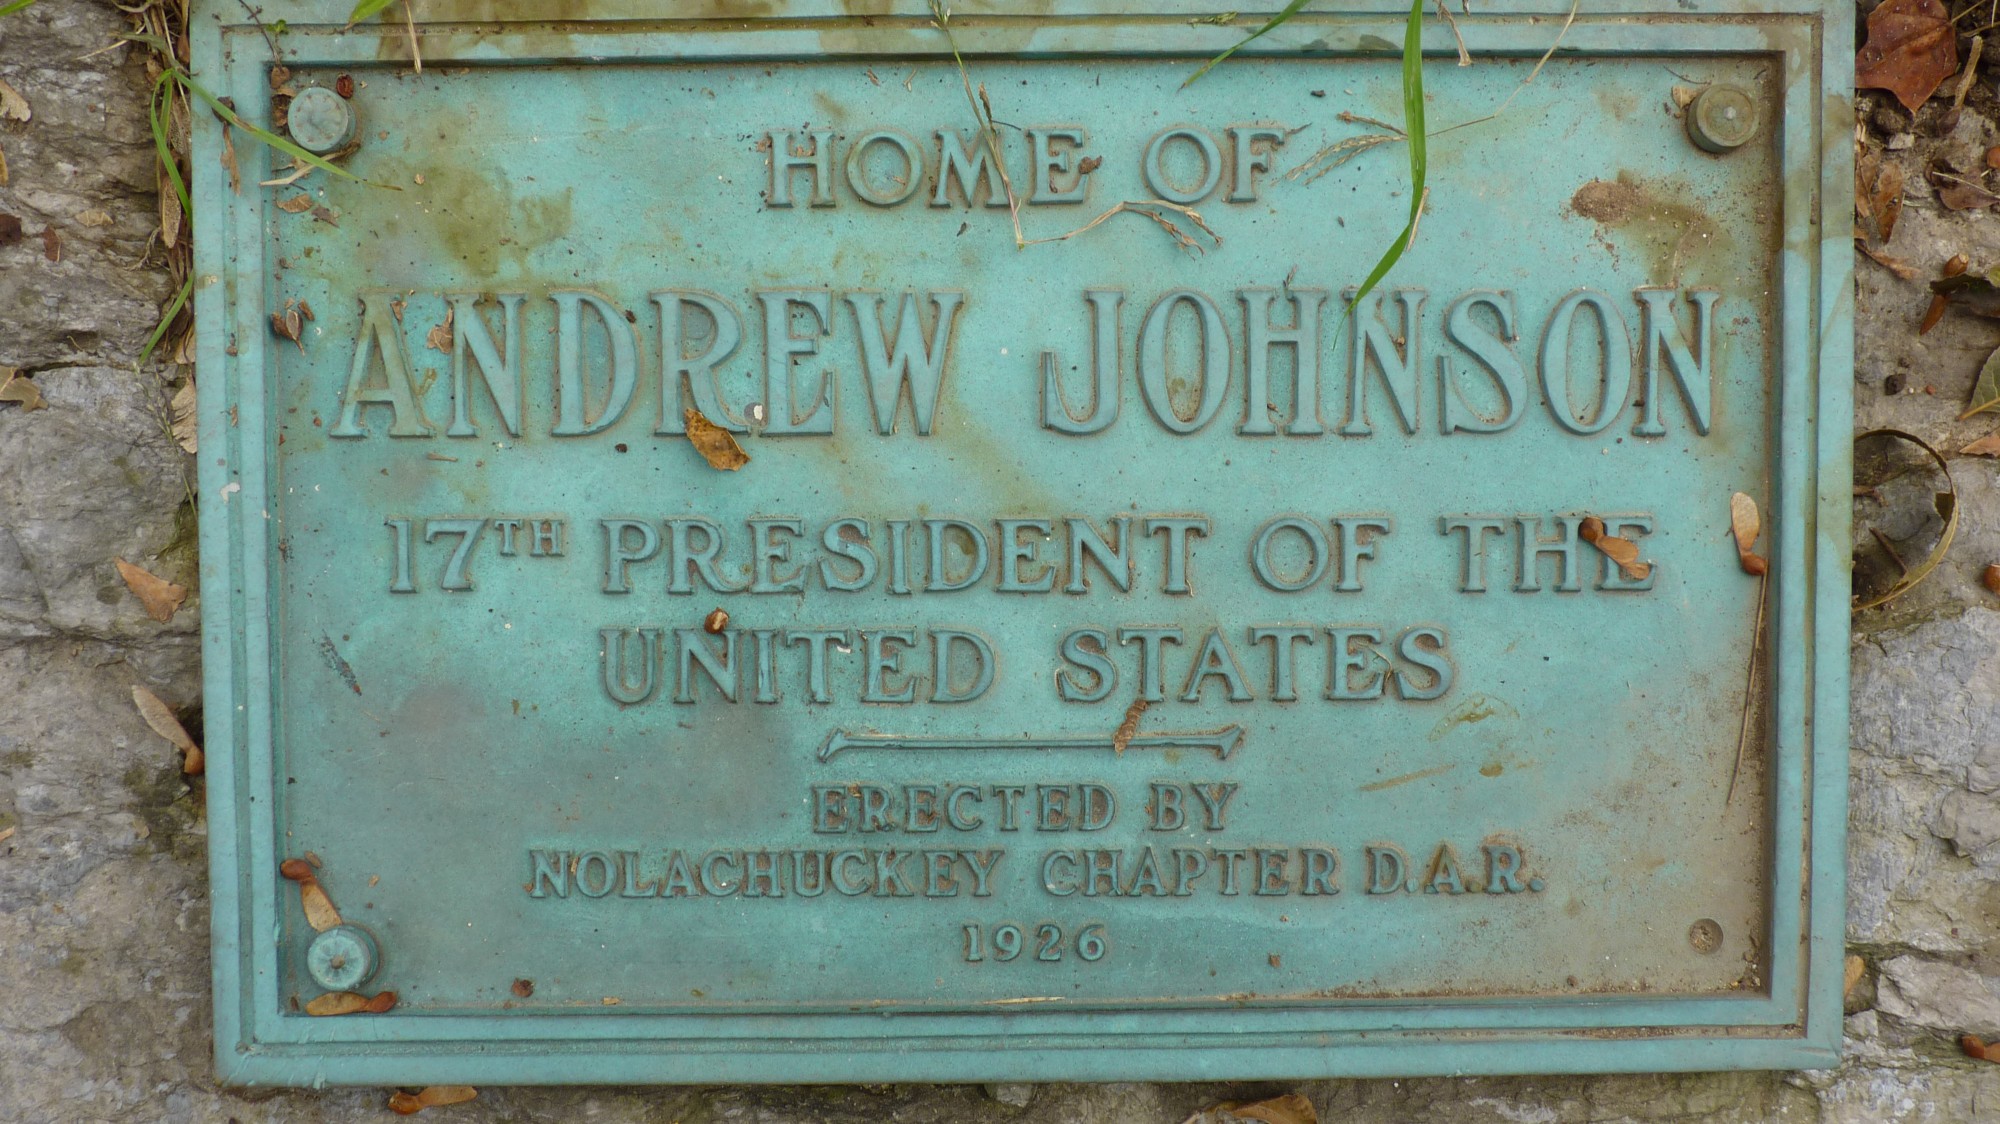 HOME OF
ANDREW JOHNSON
17TH PRESIDENT OF THE
UNITED STATES
ERECTED BY
NOLACHUCKEY CHAPTER D.A.R.
1926